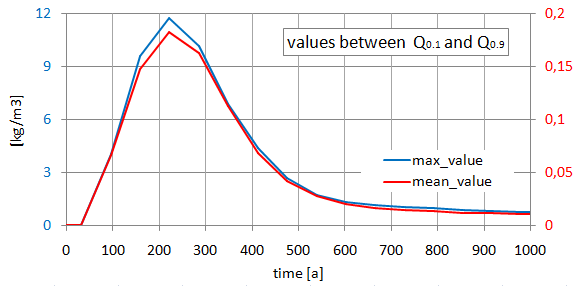 12
0,2
values between Q0.1 and Q0.9
9
0,15
[kg/m3]
6
0,1
max_value
3
0,05
mean_value
0
0
0 100 200 300 400 500 600 700 800 900 1000
time [a]